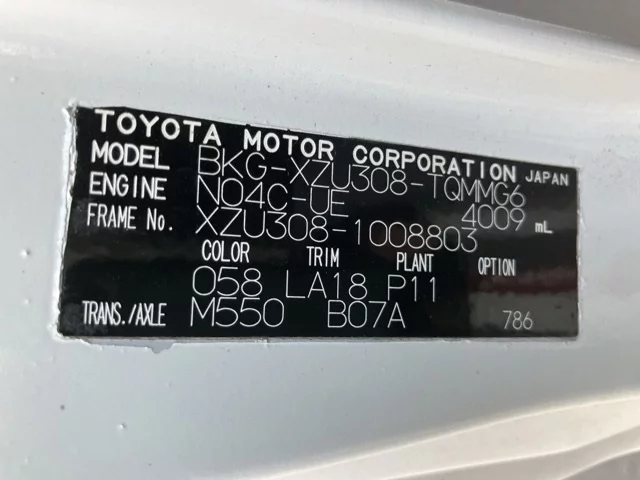 TOYOTA MOTOR CORPORATION JAPAN
MODEL BKG-XZU308-TQMMG6
ENGINE N04C-UE 4009 mL
FRAME No. XZU308-1008803
COLOR TRIM PLANT OPTION
058 LA18 P11
TRANS./AXLE M550 B07A 786